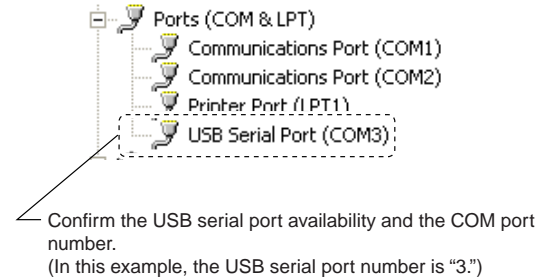 Ports (COM & LPT)
Communications Port (COM1)
Communications Port (COM2)
Printer Port (LPT1)
USB Serial Port (COM3)
Confirm the USB serial port availability and the COM port
number.
(In this example, the USB serial port number is “3.”)